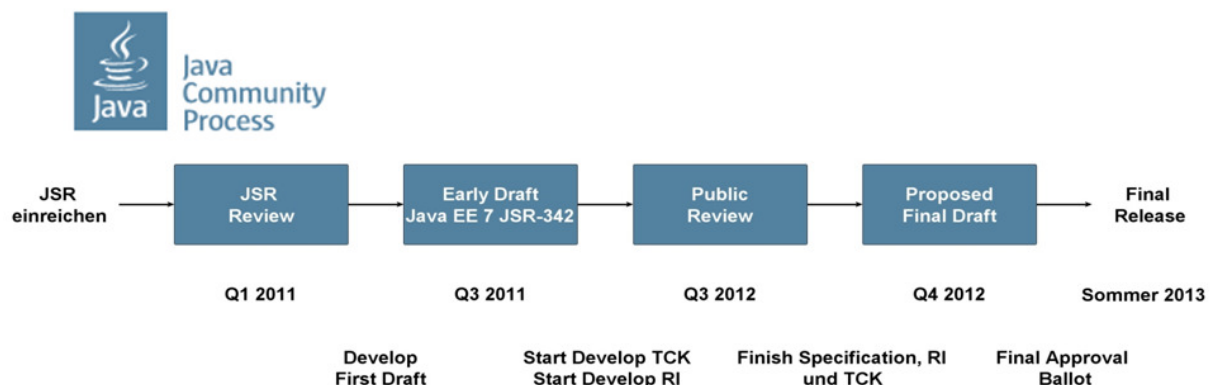 Java
Java
Community
Process
JSR
einreichen
JSR
Review
Early Draft
Java EE 7 JSR-342
Public
Review
Proposed
Final Draft
Final
Release
Q1 2011
Q3 2011
Q3 2012
Q4 2012
Sommer 2013
Develop
First Draft
Start Develop TCK
Start Develop RI
Finish Specification, RI
und TCK
Final Approval
Ballot